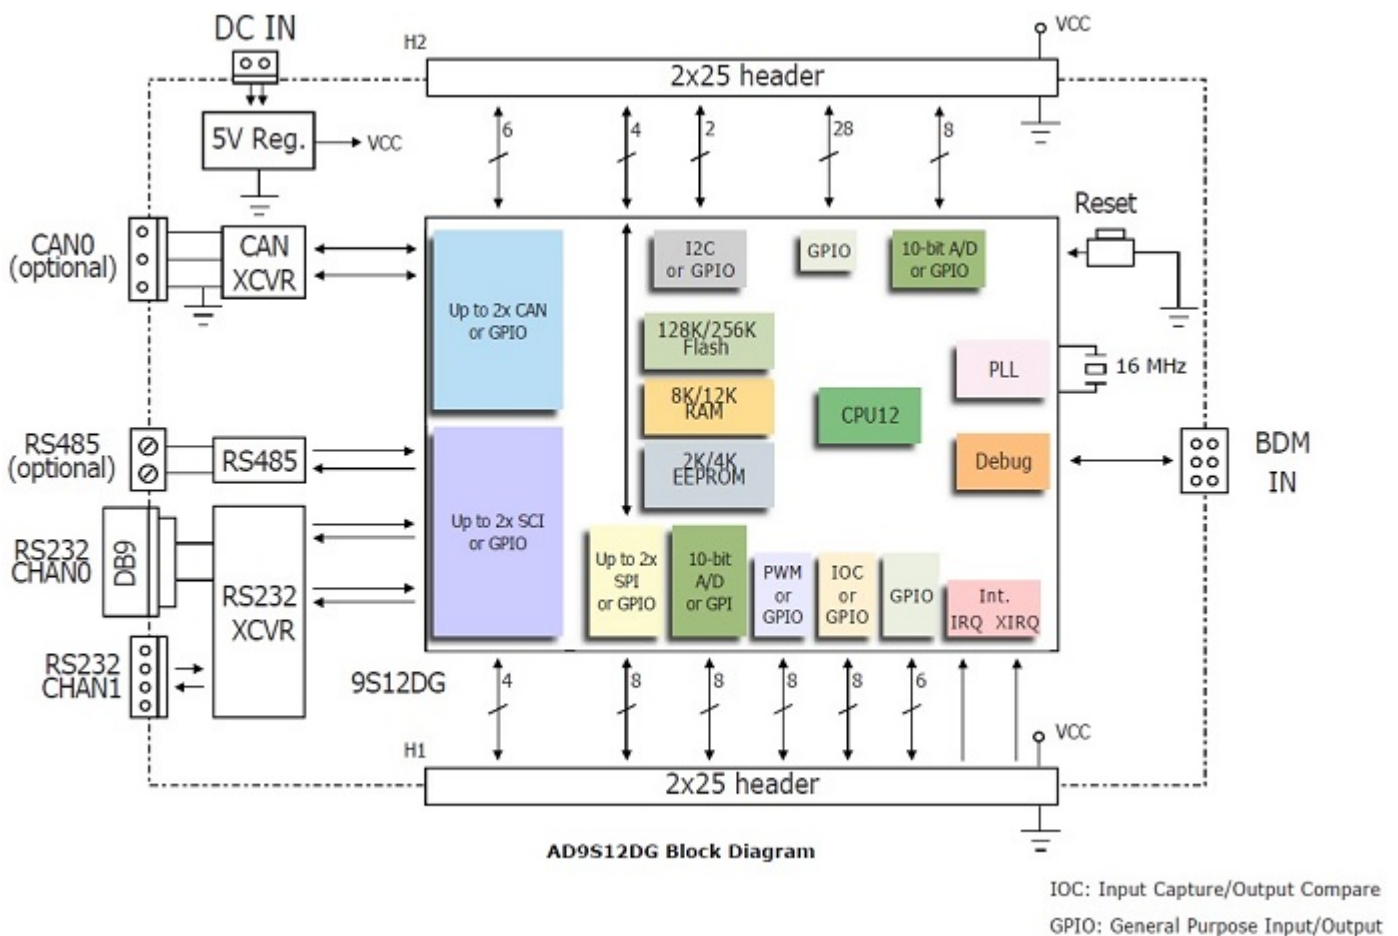 DC IN
H2
VCC
2x25 header
6
4
2
28
8
5V Reg.
VCC
Reset
CAN0
(optional)
CAN
XCVR
Up to 2x CAN
or GPIO
I2C
or GPIO
GPIO
10-bit A/D
or GPIO
128K/256K
Flash
8K/12K
RAM
2K/4K
EEPROM
CPU12
PLL
16 MHz
Debug
BDM
IN
RS485
(optional)
RS485
RS232
CHAN0
DB9
RS232
XCVR
RS232
CHAN1
Up to 2x SCI
or GPIO
Up to 2x
SPI
or GPIO
10-bit
A/D
or GPI
PWM
or
GPIO
IOC
or
GPIO
GPIO
Int.
IRQ XIRQ
9S12DG
4
8
8
8
8
6
H1
VCC
2x25 header
AD9S12DG Block Diagram
IOC: Input Capture/Output Compare
GPIO: General Purpose Input/Output